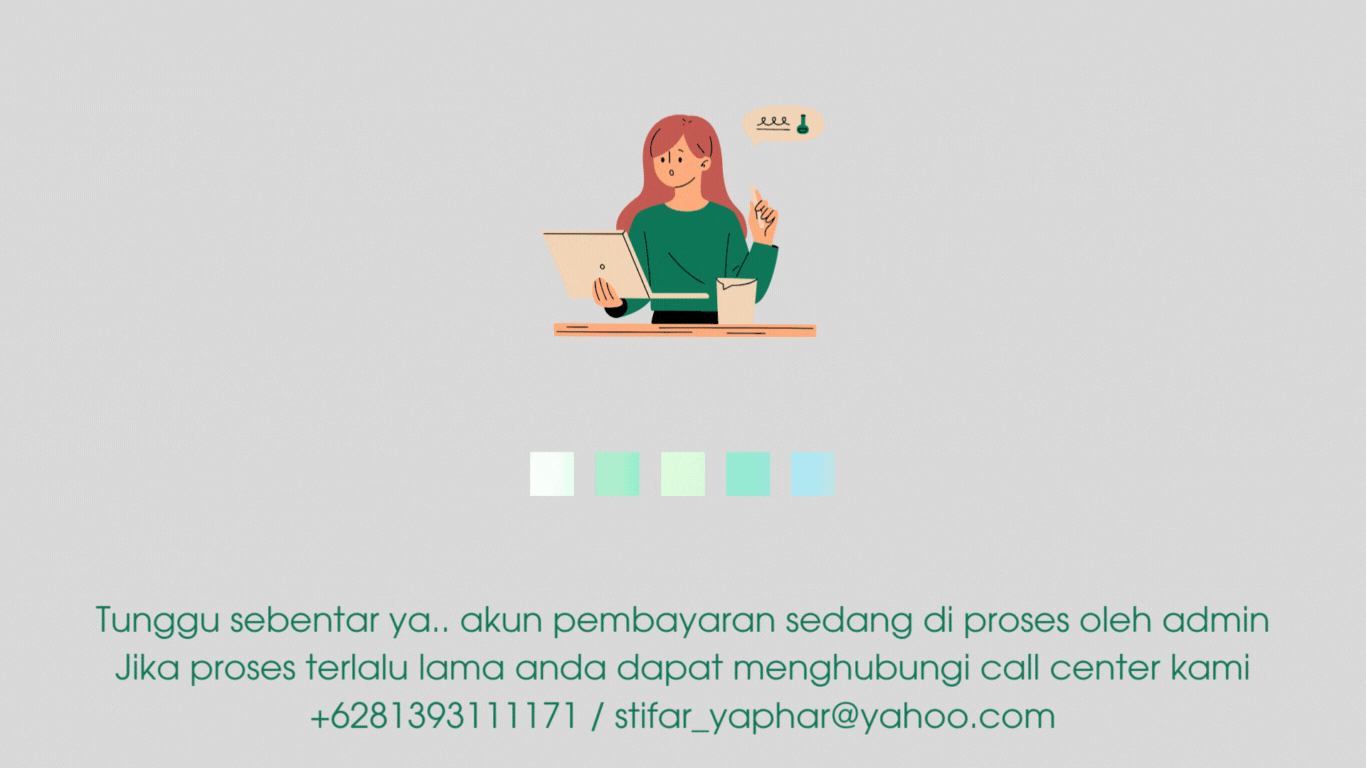 Tunggu sebentar ya.. akun pembayaran sedang di proses oleh admin
Jika proses terlalu lama anda dapat menghubungi call center kami
+6281393111171 / stifar_yaphar@yahoo.com